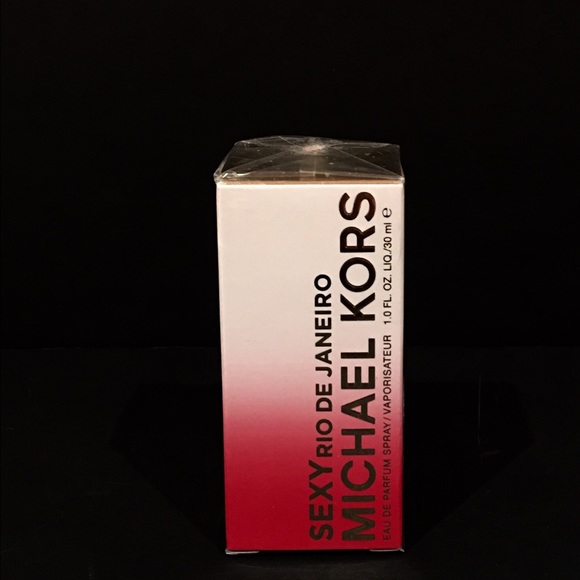 SEXY RIO DE JANEIRO
MICHAEL KORS
EAU DE PARFUM SPRAY / VAPORISATEUR 1.0 FL. OZ. LIQ./30 ml ℮